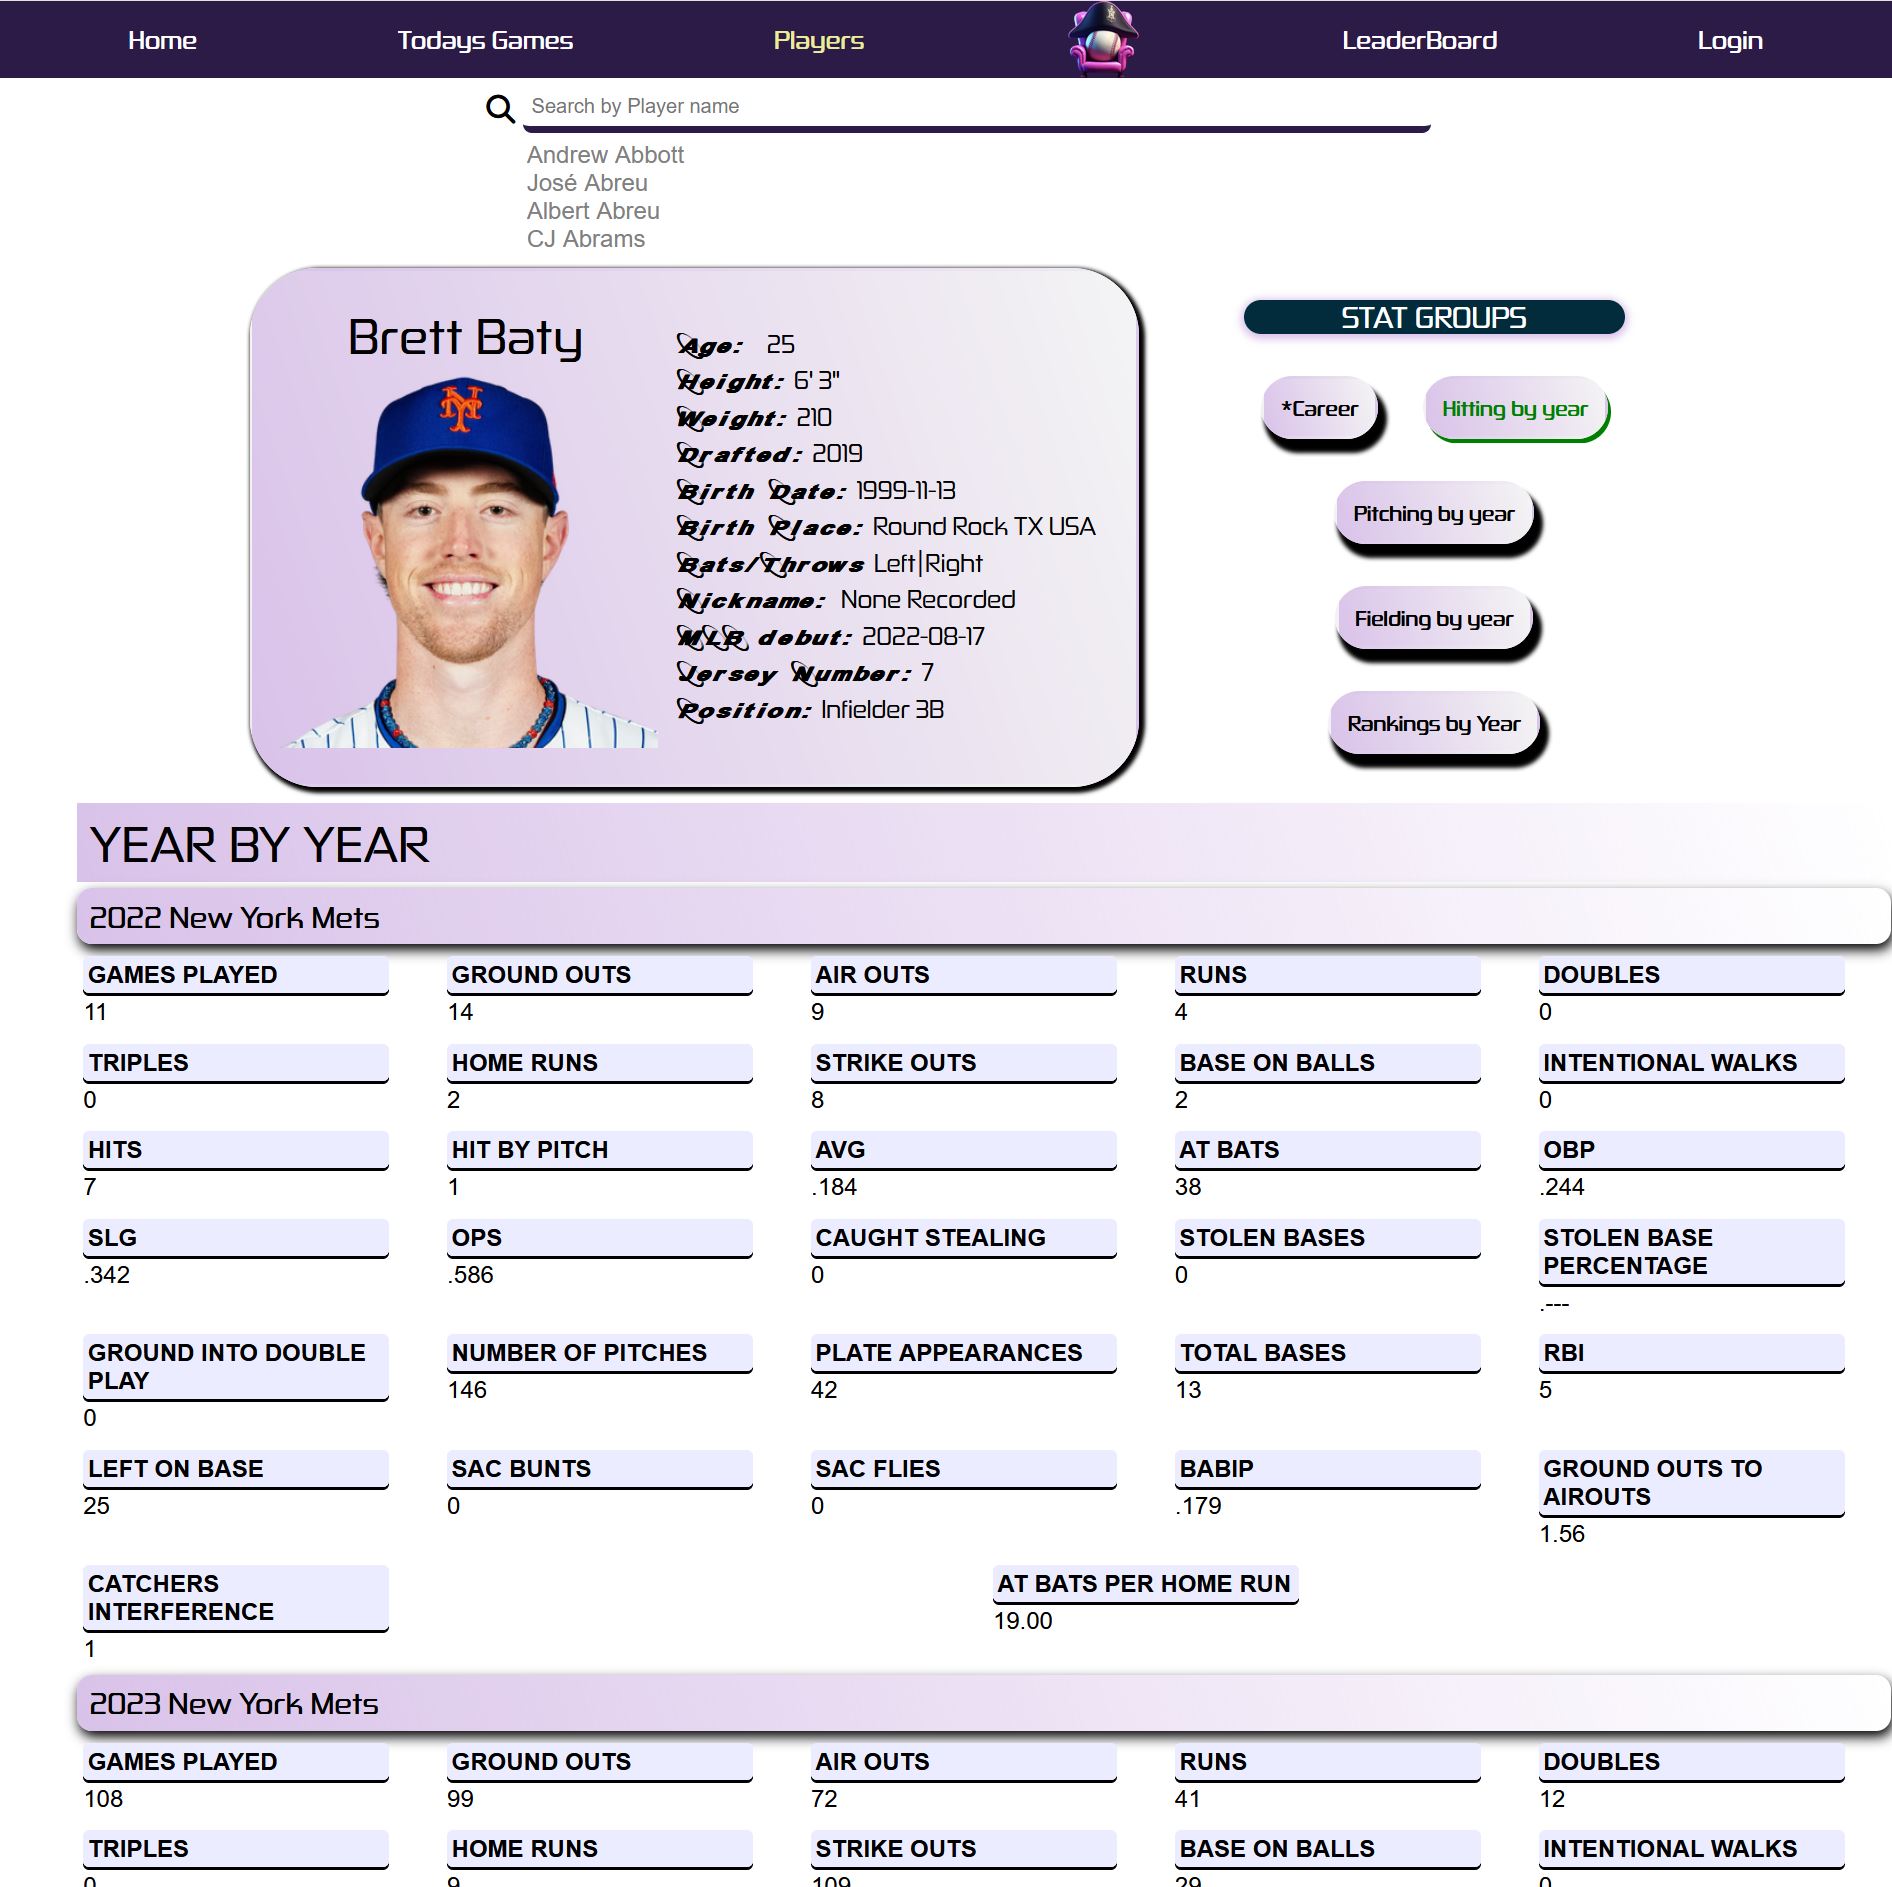 Home Todays Games Players LeaderBoard Login
Search by Player name
Andrew Abbott
José Abreu
Albert Abreu
CJ Abrams
Brett Baty
NY
Age: 25
Height: 6' 3"
Weight: 210
Drafted: 2019
Birth Date: 1999-11-13
Birth Place: Round Rock TX USA
Bats/Throws Left|Right
Nickname: None Recorded
MLB debut: 2022-08-17
Jersey Number: 7
Position: Infielder 3B
STAT GROUPS
*Career Hitting by year
Pitching by year
Fielding by year
Rankings by Year
YEAR BY YEAR
2022 New York Mets
GAMES PLAYED GROUND OUTS AIR OUTS RUNS DOUBLES
11 14 9 4 0
TRIPLES HOME RUNS STRIKE OUTS BASE ON BALLS INTENTIONAL WALKS
0 2 8 2 0
HITS HIT BY PITCH AVG AT BATS OBP
7 1 .184 38 .244
SLG OPS CAUGHT STEALING STOLEN BASES STOLEN BASE
PERCENTAGE
.342 .586 0 0
.---
GROUND INTO DOUBLE NUMBER OF PITCHES PLATE APPEARANCES TOTAL BASES RBI
PLAY 146 42 13 5
0
LEFT ON BASE SAC BUNTS SAC FLIES BABIP GROUND OUTS TO
AIROUTS
25 0 0 .179
1.56
CATCHERS AT BATS PER HOME RUN
INTERFERENCE 19.00
1
2023 New York Mets
GAMES PLAYED GROUND OUTS AIR OUTS RUNS DOUBLES
108 99 72 41 12
TRIPLES HOME RUNS STRIKE OUTS BASE ON BALLS INTENTIONAL WALKS
0 9 109 29 0